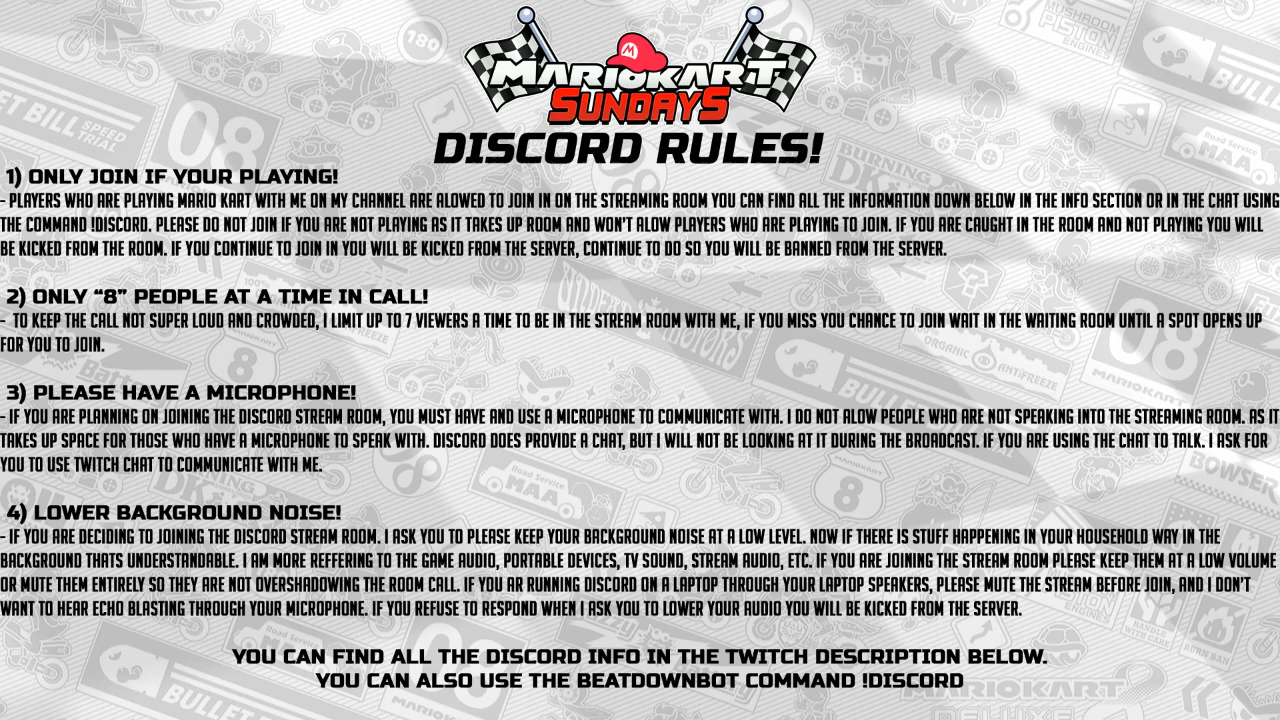 MARIOKART
SUNDAYS
DISCORD RULES!
1) ONLY JOIN IF YOUR PLAYING!
- PLAYERS WHO ARE PLAYING MARIO KART WITH ME ON MY CHANNEL ARE ALOWED TO JOIN IN ON THE STREAMING ROOM YOU CAN FIND ALL THE INFORMATION DOWN BELOW IN THE INFO SECTION OR IN THE CHAT USING
THE COMMAND !DISCORD. PLEASE DO NOT JOIN IF YOU ARE NOT PLAYING AS IT TAKES UP ROOM AND WON'T ALOW PLAYERS WHO ARE PLAYING TO JOIN. IF YOU ARE CAUGHT IN THE ROOM AND NOT PLAYING YOU WILL
BE KICKED FROM THE ROOM. IF YOU CONTINUE TO JOIN IN YOU WILL BE KICKED FROM THE SERVER, CONTINUE TO DO SO YOU WILL BE BANNED FROM THE SERVER.
2) ONLY “8” PEOPLE AT A TIME IN CALL!
- TO KEEP THE CALL NOT SUPER LOUD AND CROWDED, I LIMIT UP TO 7 VIEWERS A TIME TO BE IN THE STREAM ROOM WITH ME, IF YOU MISS YOU CHANCE TO JOIN WAIT IN THE WAITING ROOM UNTIL A SPOT OPENS UP
FOR YOU TO JOIN.
3) PLEASE HAVE A MICROPHONE!
- IF YOU ARE PLANNING ON JOINING THE DISCORD STREAM ROOM, YOU MUST HAVE AND USE A MICROPHONE TO COMMUNICATE WITH. I DO NOT ALOW PEOPLE WHO ARE NOT SPEAKING INTO THE STREAMING ROOM. AS IT
TAKES UP SPACE FOR THOSE WHO HAVE A MICROPHONE TO SPEAK WITH. DISCORD DOES PROVIDE A CHAT, BUT I WILL NOT BE LOOKING AT IT DURING THE BROADCAST. IF YOU ARE USING THE CHAT TO TALK. I ASK FOR
YOU TO USE TWITCH CHAT TO COMMUNICATE WITH ME.
4) LOWER BACKGROUND NOISE!
- IF YOU ARE DECIDING TO JOINING THE DISCORD STREAM ROOM. I ASK YOU TO PLEASE KEEP YOUR BACKGROUND NOISE AT A LOW LEVEL. NOW IF THERE IS STUFF HAPPENING IN YOUR HOUSEHOLD WAY IN THE
BACKGROUND THATS UNDERSTANDABLE. I AM MORE REFFERING TO THE GAME AUDIO, PORTABLE DEVICES, TV SOUND, STREAM AUDIO, ETC. IF YOU ARE JOINING THE STREAM ROOM PLEASE KEEP THEM AT A LOW VOLUME
OR MUTE THEM ENTIRELY SO THEY ARE NOT OVERSHADOWING THE ROOM CALL. IF YOU AR RUNNING DISCORD ON A LAPTOP THROUGH YOUR LAPTOP SPEAKERS, PLEASE MUTE THE STREAM BEFORE JOIN, AND I DON'T
WANT TO HEAR ECHO BLASTING THROUGH YOUR MICROPHONE. IF YOU REFUSE TO RESPOND WHEN I ASK YOU TO LOWER YOUR AUDIO YOU WILL BE KICKED FROM THE SERVER.
YOU CAN FIND ALL THE DISCORD INFO IN THE TWITCH DESCRIPTION BELOW.
YOU CAN ALSO USE THE BEATDOWNBOT COMMAND !DISCORD